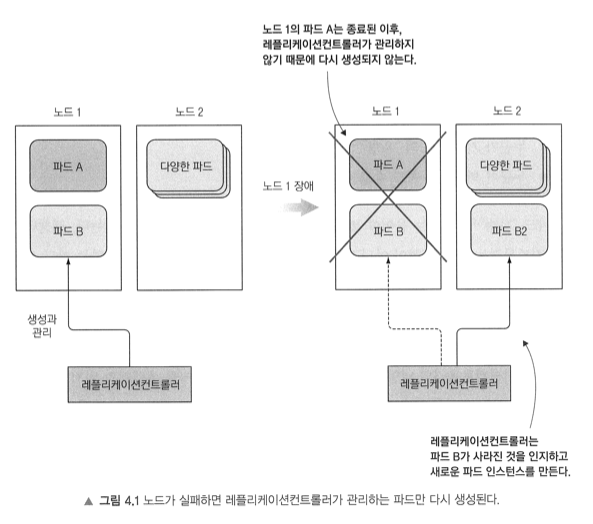 노드 1의 파드 A는 종료된 이후,
레플리케이션컨트롤러가 관리하지
않기 때문에 다시 생성되지 않는다.
노드 1
노드 2
파드 A
다양한 파드
파드 B
생성과
관리
레플리케이션컨트롤러
노드 1 장애
노드 1
노드 2
파드 A
다양한 파드
파드 B
파드 B2
레플리케이션컨트롤러
레플리케이션컨트롤러는
파드 B가 사라진 것을 인지하고
새로운 파드 인스턴스를 만든다.
▲ 그림 4.1 노드가 실패하면 레플리케이션컨트롤러가 관리하는 파드만 다시 생성된다.